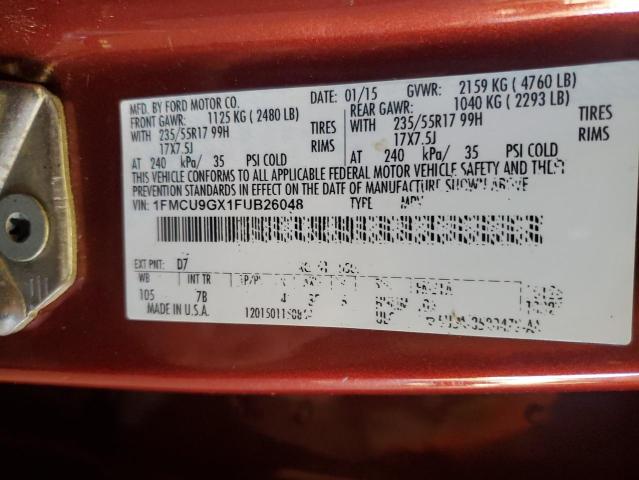 MFD. BY FORD MOTOR CO.
DATE: 01/15 GVWR: 2159 KG ( 4760 LB)
FRONT GAWR: 1125 KG ( 2480 LB) REAR GAWR: 1040 KG ( 2293 LB)
WITH 235/55R17 99H TIRES WITH 235/55R17 99H TIRES
17X7.5J RIMS 17X7.5J RIMS
AT 240 kPa/ 35 PSI COLD AT 240 kPa/ 35 PSI COLD
THIS VEHICLE CONFORMS TO ALL APPLICABLE FEDERAL MOTOR VEHICLE SAFETY AND THEFT
PREVENTION STANDARDS IN EFFECT ON THE DATE OF MANUFACTURE SHOWN ABOVE
VIN: 1FMCU9GX1FUB26048 TYPE MPV
EXT PNT: D7
WB INT TR
105 7B
MADE IN U.S.A.